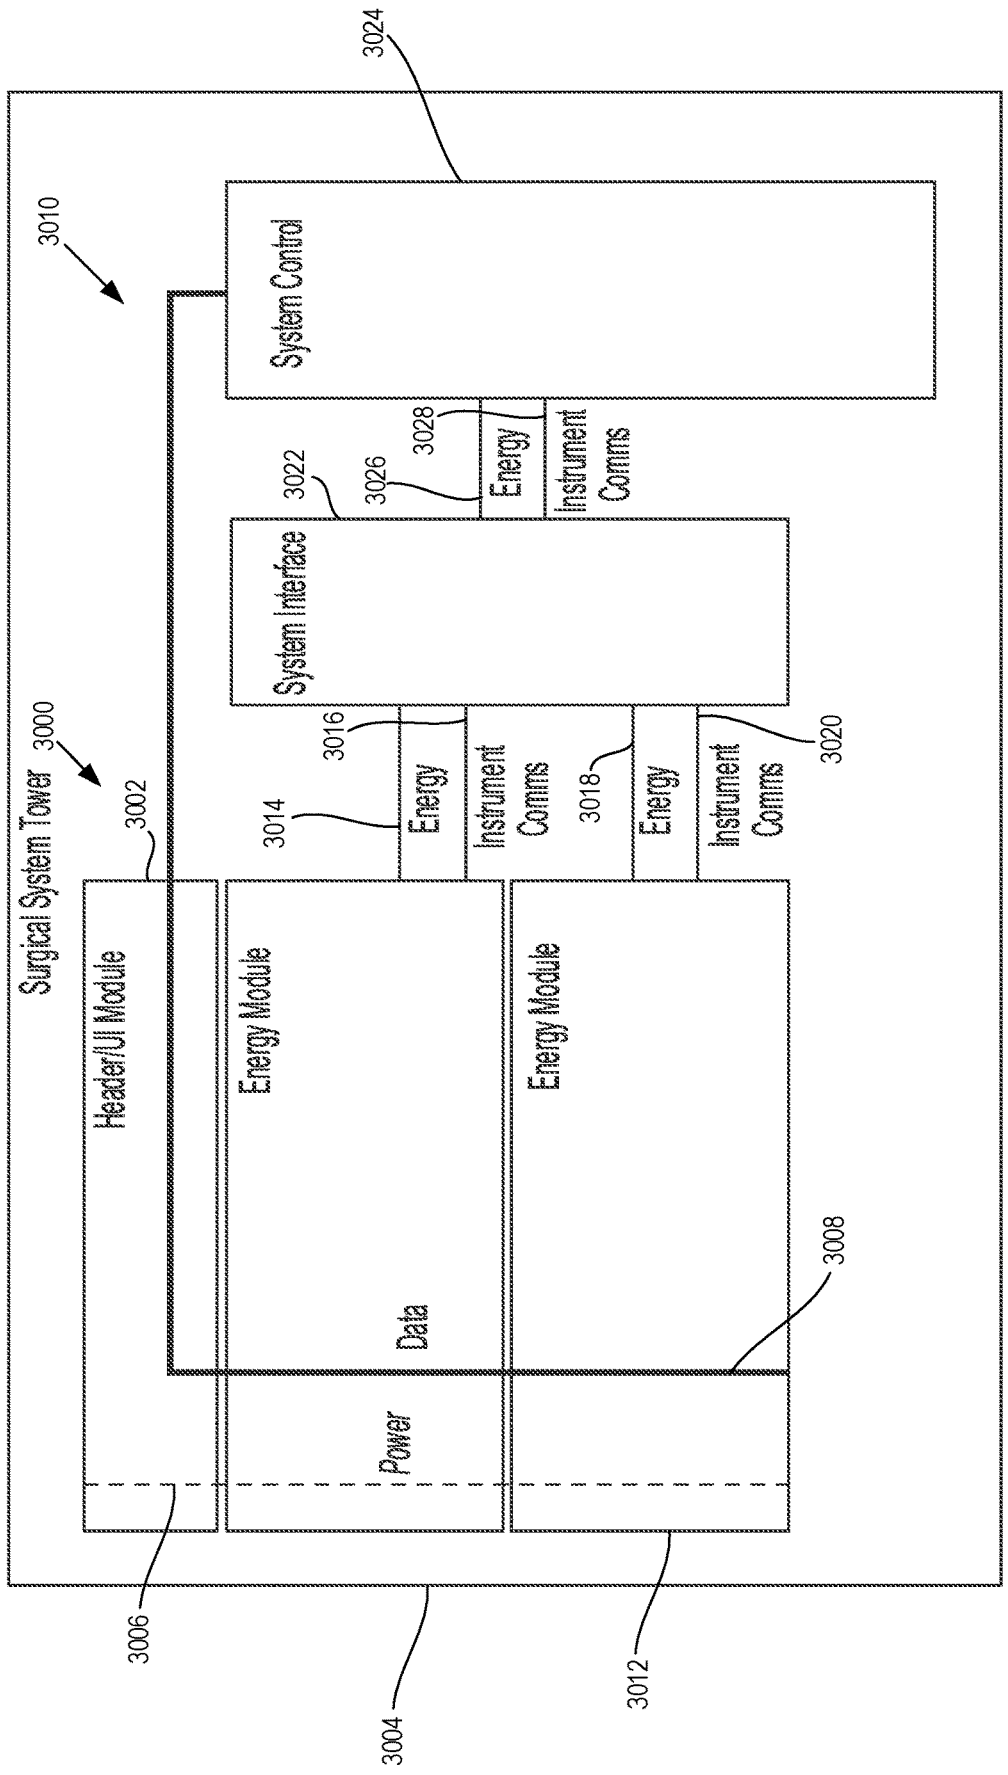 Surgical System Tower
3000
3010
3002
Header/UI Module
3006
3024
Energy Module
System Interface
System Control
3014
3022
3016
3026
3028
Power
Data
Energy
Energy
3004
Instrument
Comms
Instrument
Comms
Energy Module
3018
Energy
3012
Instrument
Comms
3020
3008